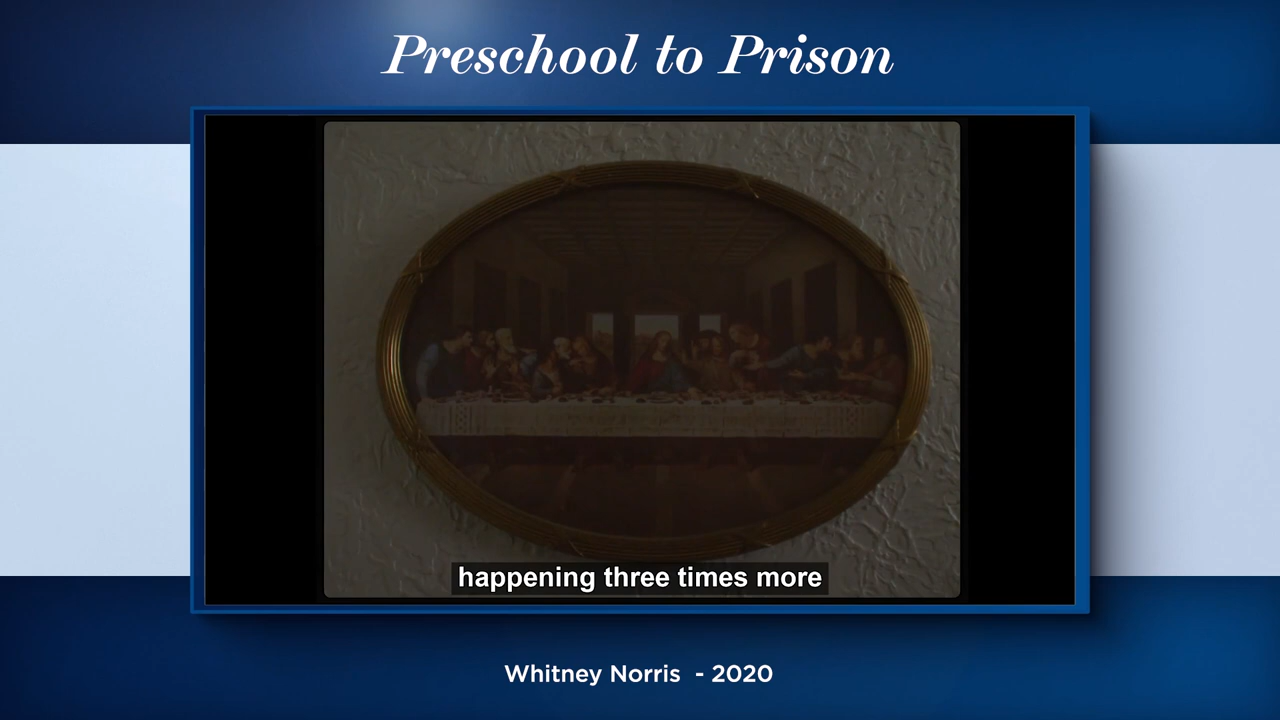 Preschool to Prison
happening three times more
Whitney Norris - 2020